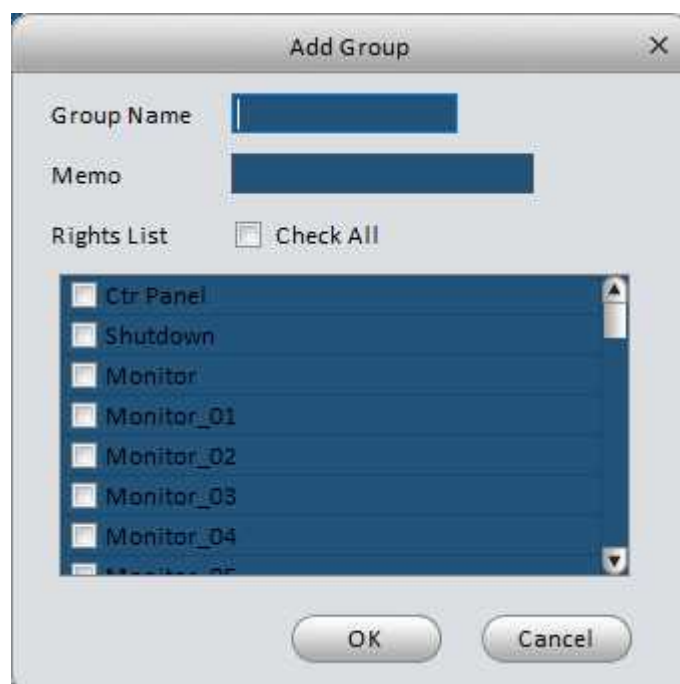 Add Group
Group Name
Memo
Rights List Check All
Ctr Panel
Shutdown
Monitor
Monitor_01
Monitor_02
Monitor_03
Monitor_04
OK Cancel